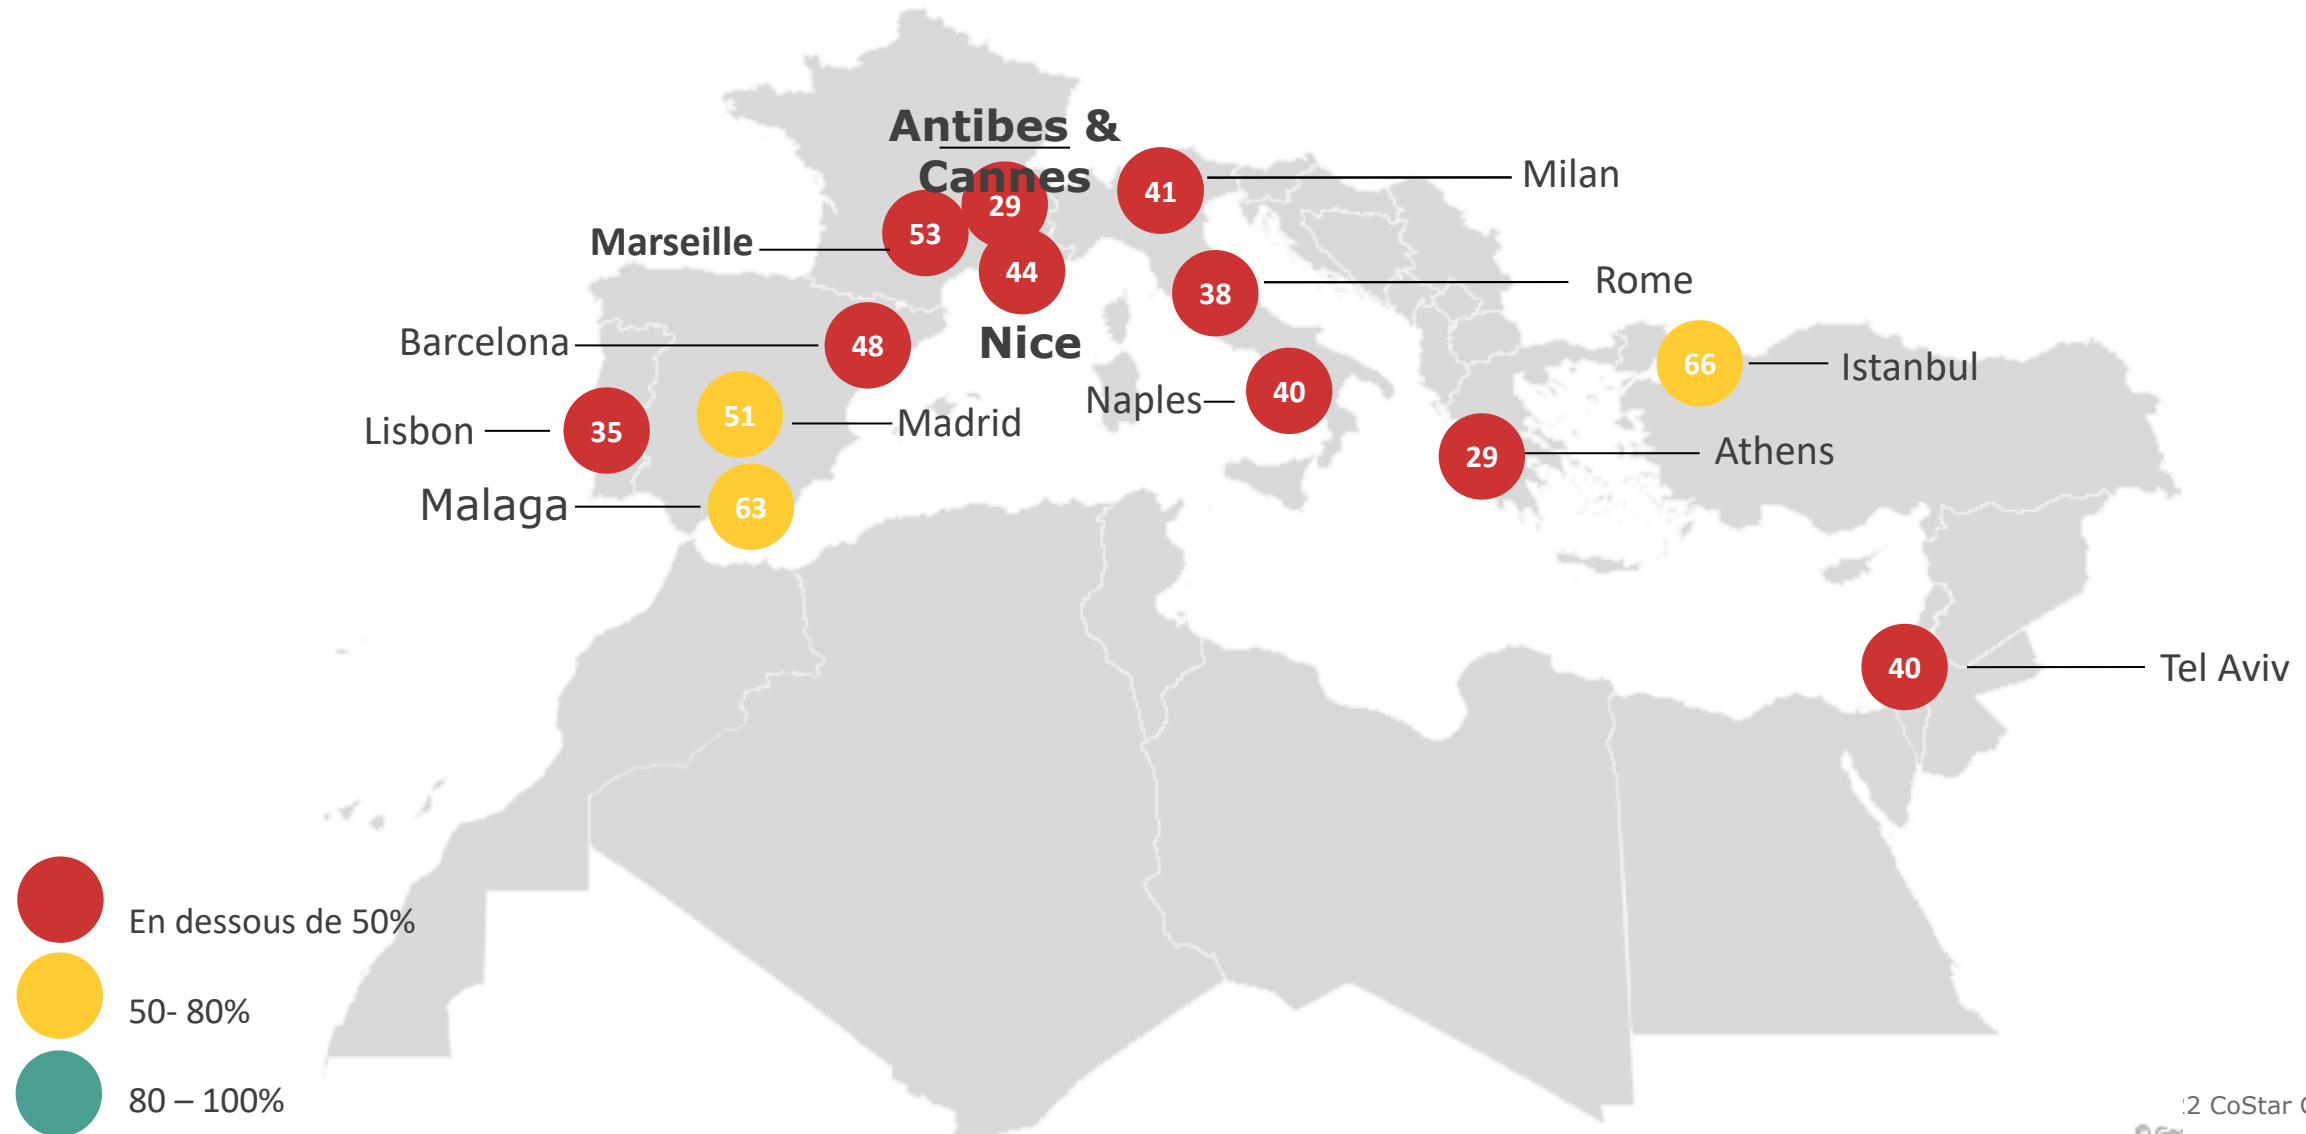 Antibes &
Cannes
29
Milan
41
Marseille
53
44
Rome
38
Nice
Barcelona
48
Istanbul
66
Naples
40
Lisbon
35
51
Madrid
Athens
29
Malaga
63
40
Tel Aviv
En dessous de 50%
50- 80%
80 – 100%
22 CoStar